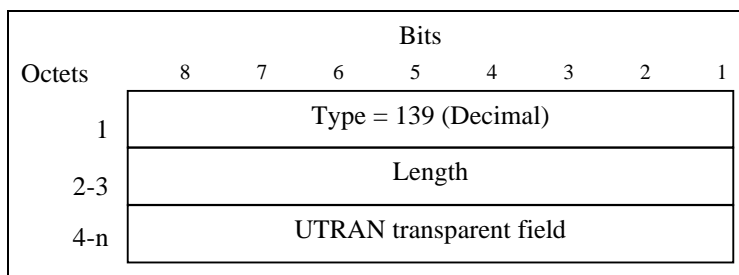 Bits
Octets 8 7 6 5 4 3 2 1
1 Type = 139 (Decimal)
2-3 Length
4-n UTRAN transparent field